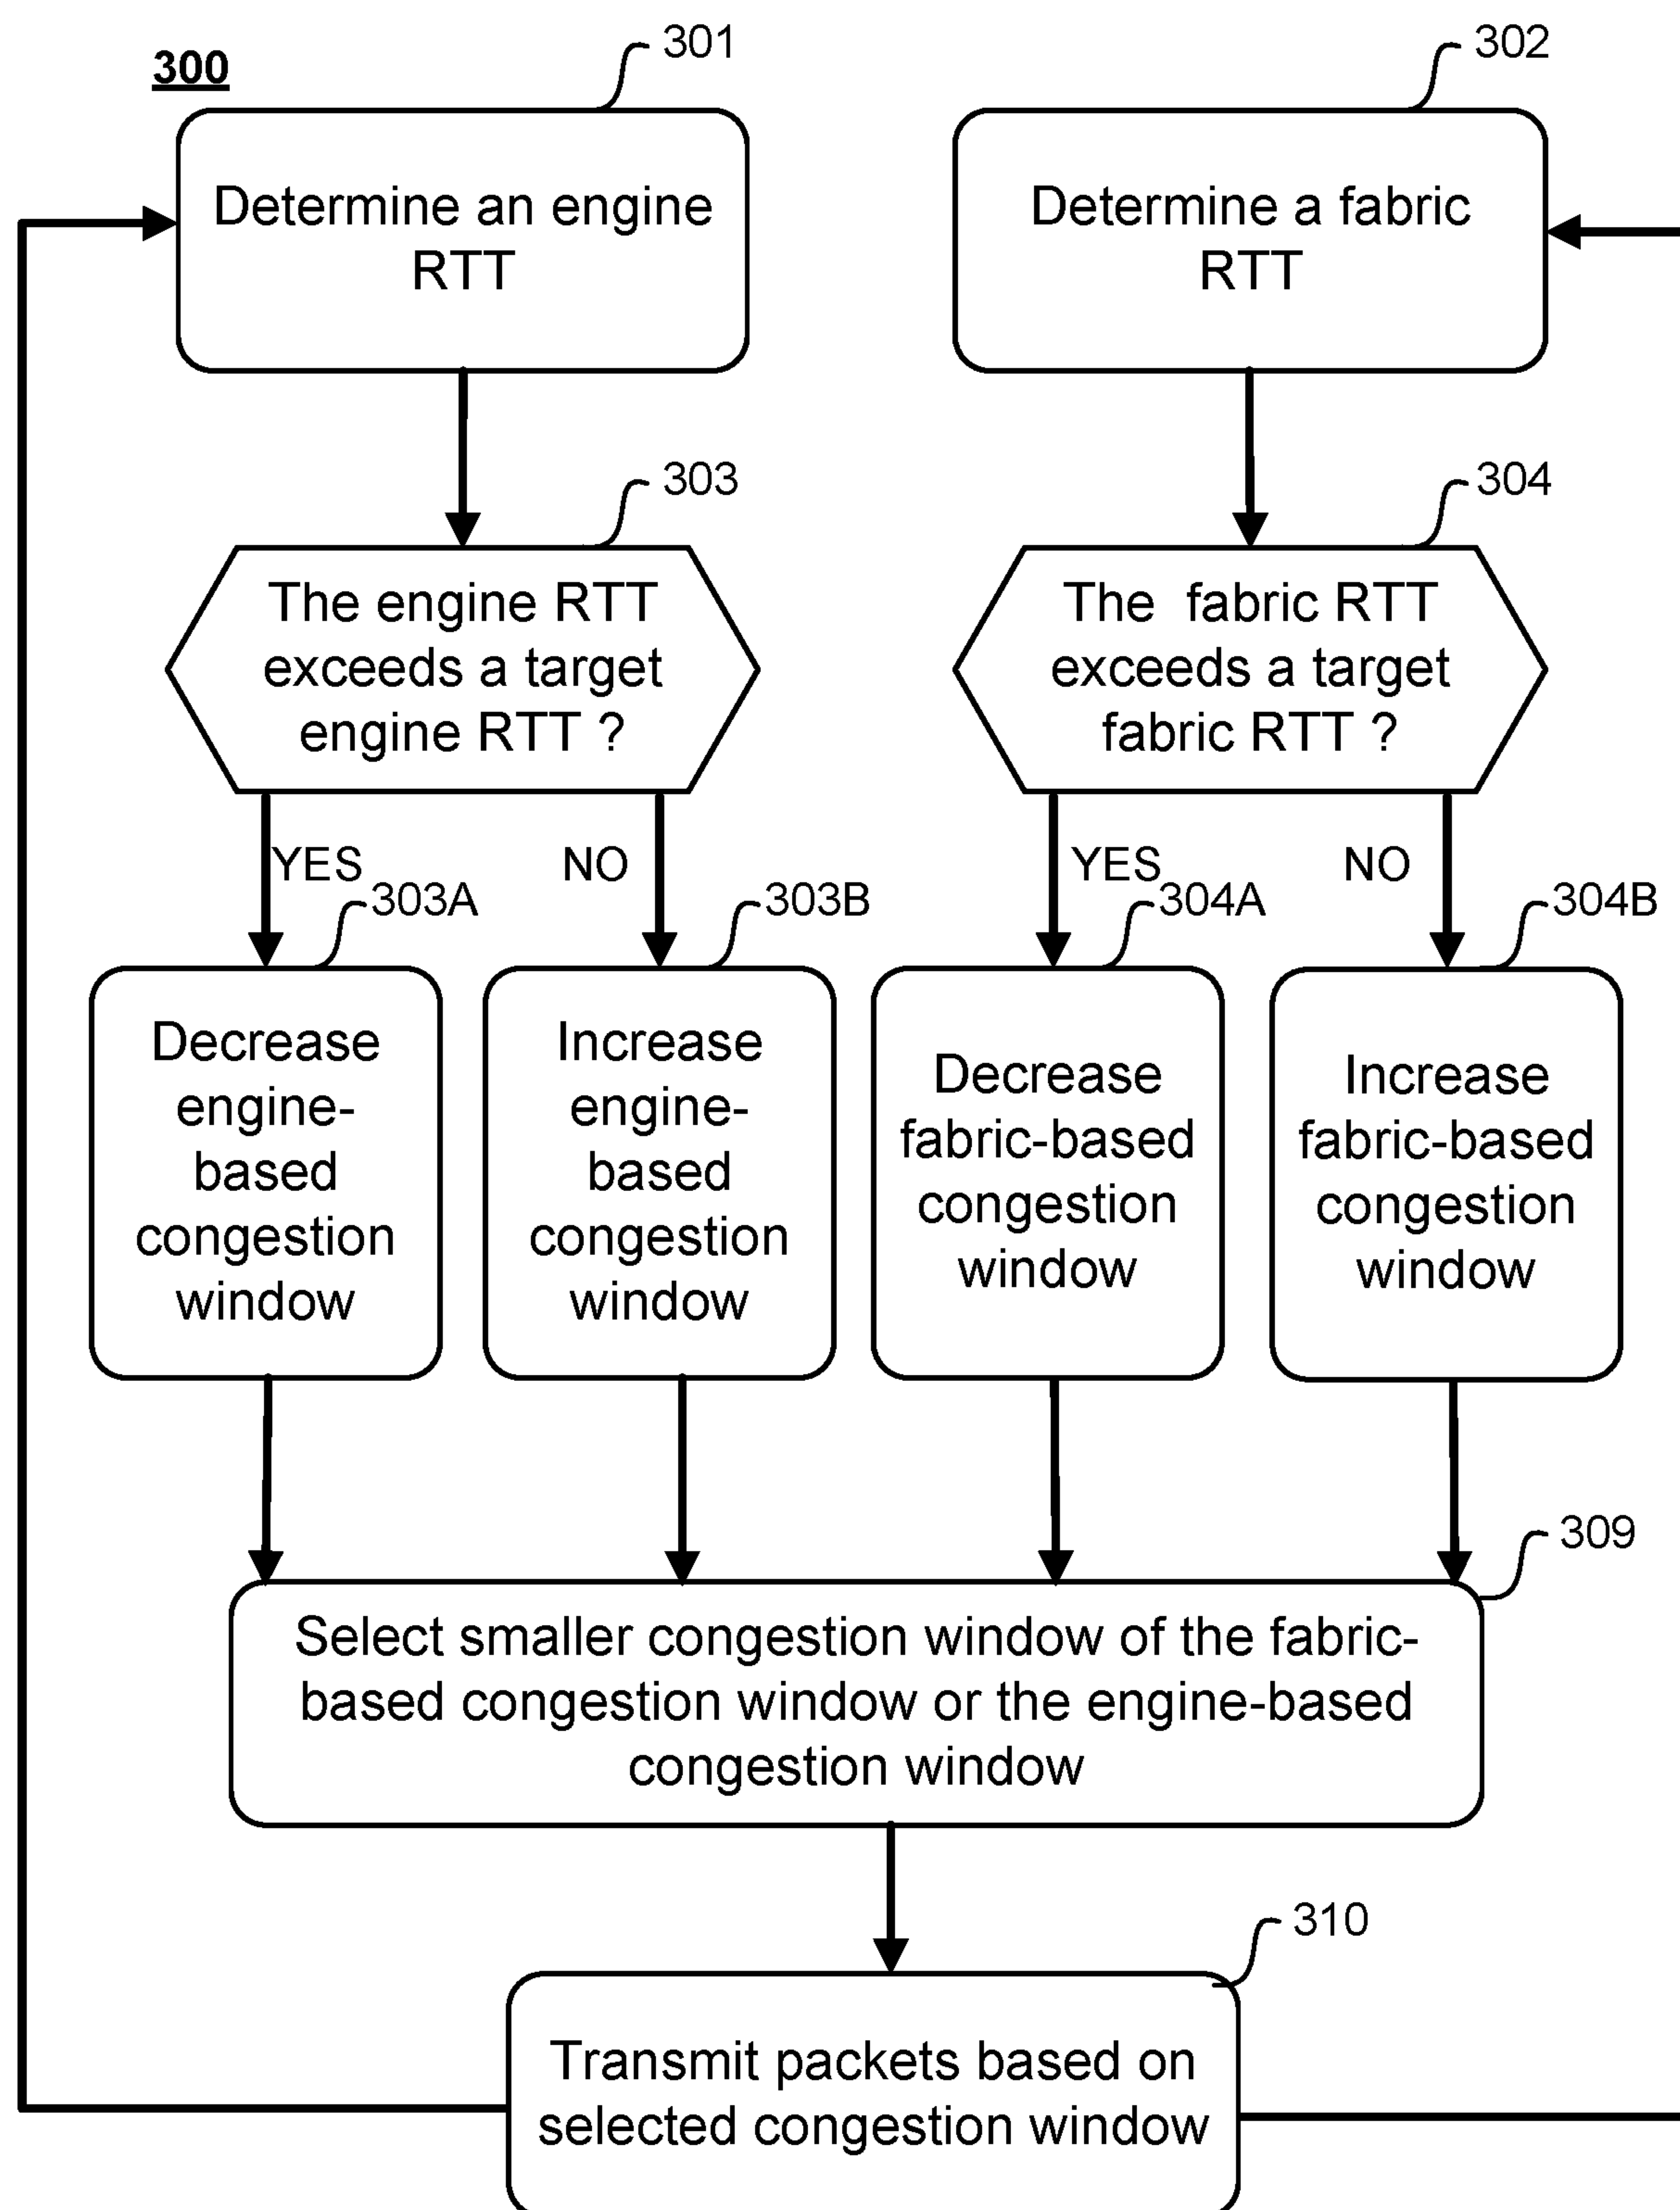 300
301
302
Determine an engine
RTT
Determine a fabric
RTT
303
304
The engine RTT
exceeds a target
engine RTT ?
The fabric RTT
exceeds a target
fabric RTT ?
YES
NO
YES
NO
303A
303B
304A
304B
Decrease
engine-
based
congestion
window
Increase
engine-
based
congestion
window
Decrease
fabric-based
congestion
window
Increase
fabric-based
congestion
window
309
Select smaller congestion window of the fabric-
based congestion window or the engine-based
congestion window
310
Transmit packets based on
selected congestion window